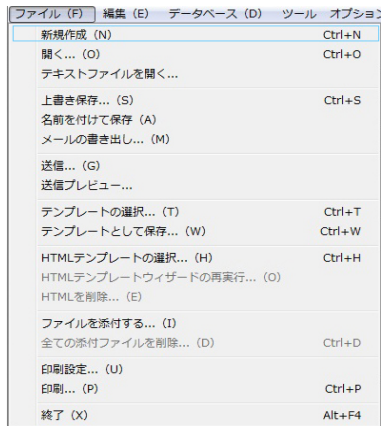 ファイル（F） 編集（E） データベース（D） ツール オプション
新規作成（N） Ctrl+N
開く...（O） Ctrl+O
テキストファイルを開く...
上書き保存...（S） Ctrl+S
名前を付けて保存（A）
メールの書き出し...（M）
送信...（G）
送信プレビュー...
テンプレートの選択...（T） Ctrl+T
テンプレートとして保存...（W） Ctrl+W
HTMLテンプレートの選択...（H） Ctrl+H
HTMLテンプレートウィザードの再実行...（O）
HTMLを削除...（E）
ファイルを添付する...（I）
全ての添付ファイルを削除...（D） Ctrl+D
印刷設定...（U）
印刷...（P） Ctrl+P
終了（X） Alt+F4